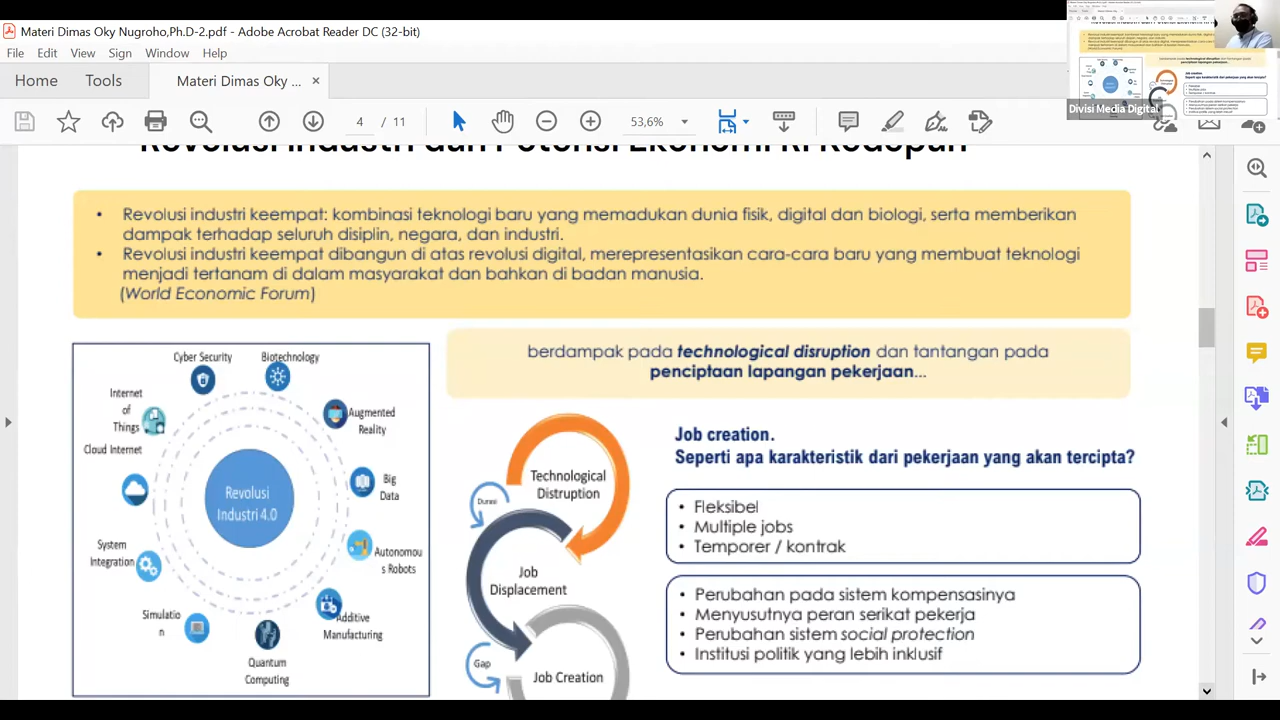 Materi Dimas Oky Nugroho,Ph.D-2.pdf - Adobe Acrobat Reader DC (32-bit)
File Edit View Sign Window Help
Home Tools Materi Dimas Oky ... ×
4 / 11 53,6%
Divisi Media Digital
Revolusi Industri dan Potensi Ekonomi RI Kedepan
• Revolusi industri keempat: kombinasi teknologi baru yang memadukan dunia fisik, digital dan biologi, serta memberikan
dampak terhadap seluruh disiplin, negara, dan industri.
• Revolusi industri keempat dibangun di atas revolusi digital, merepresentasikan cara-cara baru yang membuat teknologi
menjadi tertanam di dalam masyarakat dan bahkan di badan manusia.
(World Economic Forum)
Cyber Security
Biotechnology
Internet
of
Things
Augmented
Reality
Cloud Internet
Big
Data
Revolusi
Industri 4.0
System
Integration
Autonomou
s Robots
Simulatio
n
Additive
Manufacturing
Quantum
Computing
berdampak pada technological disruption dan tantangan pada
penciptaan lapangan pekerjaan...
Technological
Distruption
Durasi
Job
Displacement
Gap
Job Creation
Job creation.
Seperti apa karakteristik dari pekerjaan yang akan tercipta?
• Fleksibel
• Multiple jobs
• Temporer / kontrak
• Perubahan pada sistem kompensasinya
• Menyusutnya peran serikat pekerja
• Perubahan sistem social protection
• Institusi politik yang lebih inklusif